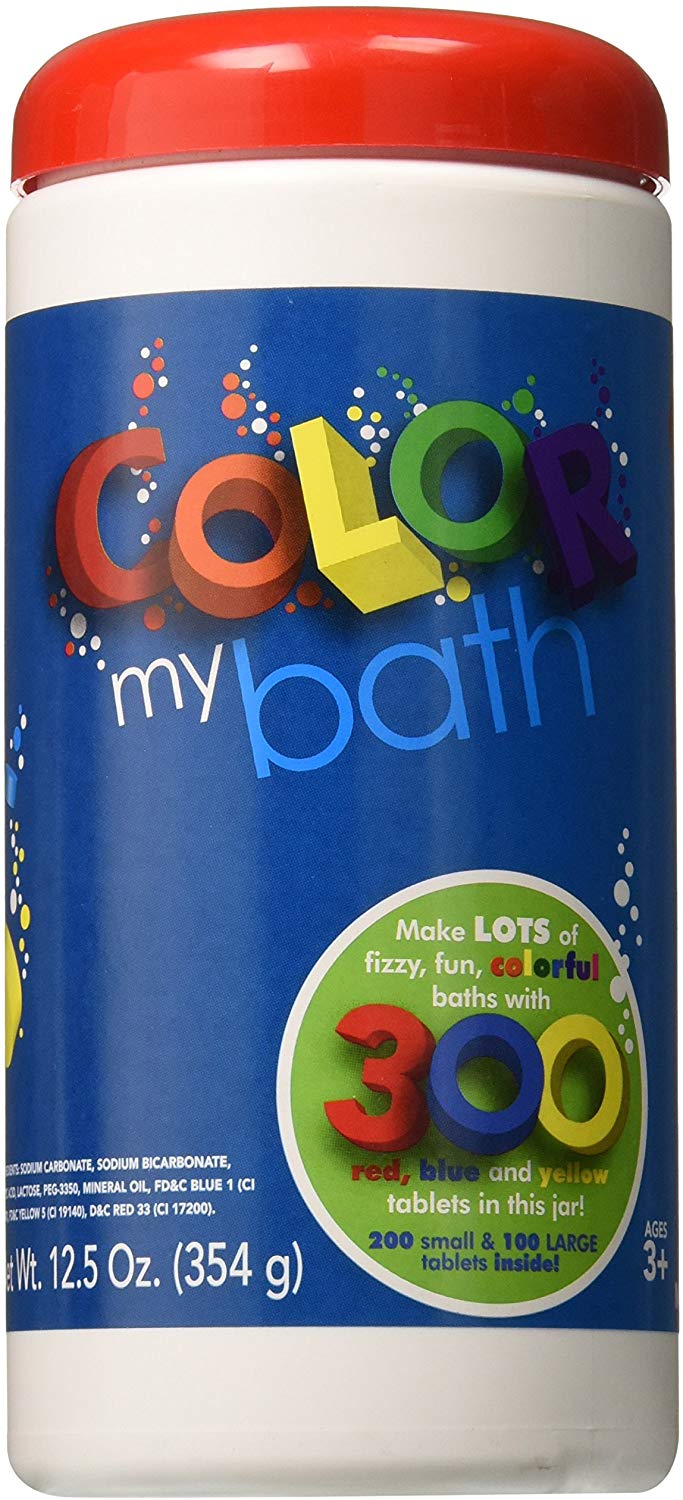 COLOR
my bath
Make LOTS of
fizzy, fun, colorful
baths with
300
red, blue and yellow
tablets in this jar!
200 small & 100 LARGE
tablets inside!
SODIUM CARBONATE, SODIUM BICARBONATE,
LACTOSE, PEG-3350, MINERAL OIL, FD&C BLUE 1 (CI
YELLOW 5 (CI 19140), D&C RED 33 (CI 17200).
Wt. 12.5 Oz. (354 g)
AGES
3+